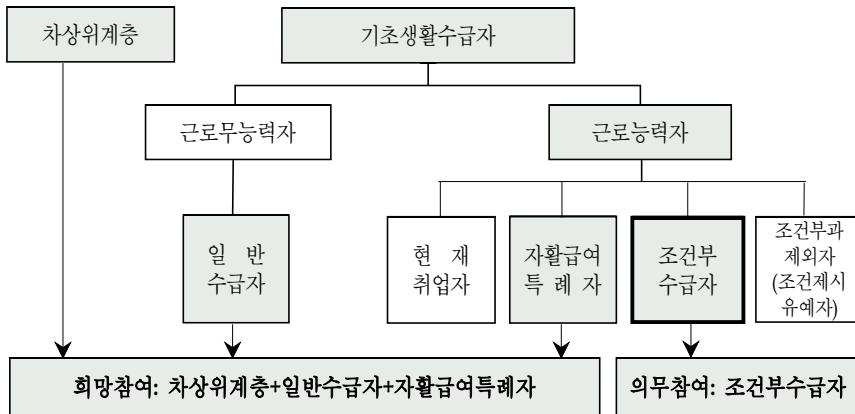 차상위계층
기초생활수급자
근로무능력자
근로능력자
일 반
수급자
현 재
취업자
자활급여
특 례 자
조건부
수급자
조건부과
제외자
(조건제시
유예자)
희망참여: 차상위계층+일반수급자+자활급여특례자
의무참여: 조건부수급자